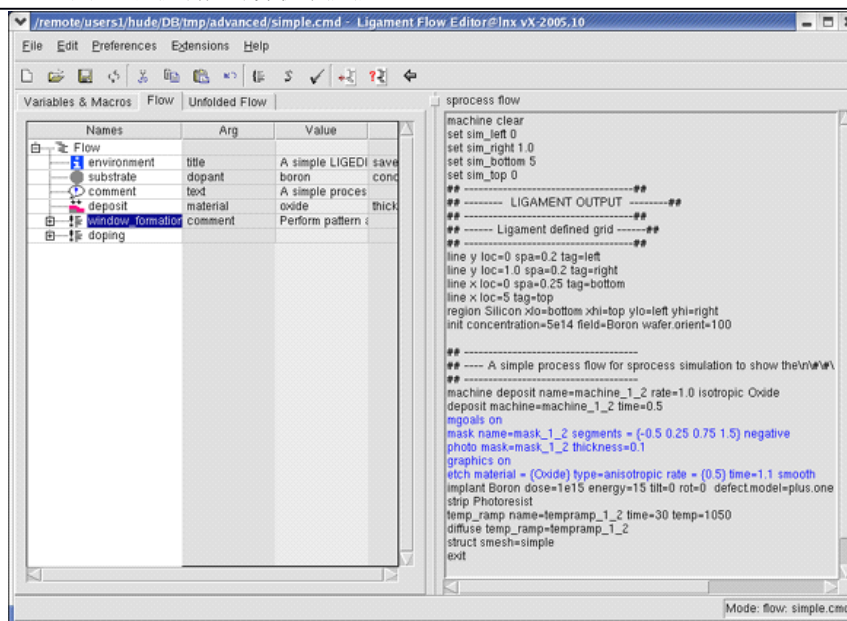 /remote/users1/hude/DB/tmp/advanced/simple.cmd - Ligament Flow Editor@lnx vX-2005.10
File Edit Preferences Extensions Help
Variables & Macros Flow Unfolded Flow
Names Arg Value
Flow
environment title A simple LIGEDI save
substrate dopant boron conc
comment text A simple proces
deposit material oxide thick
window_formation comment Perform pattern a
doping
sprocess flow
machine clear
set sim_left 0
set sim_right 1.0
set sim_bottom 5
set sim_top 0
## ----------------------------------##
## -------- LIGAMENT OUTPUT --------##
## ----------------------------------##
## ------ Ligament defined grid ------##
## ----------------------------------##
line y loc=0 spa=0.2 tag=left
line y loc=1.0 spa=0.2 tag=right
line x loc=0 spa=0.25 tag=bottom
line x loc=5 tag=top
region Silicon xlo=bottom xhi=top ylo=left yhi=right
init concentration=5e14 field=Boron wafer.orient=100
## -----------------------------------
## ---- A simple process flow for sprocess simulation to show the\n\#\#\
## -----------------------------------
machine deposit name=machine_1_2 rate=1.0 isotropic Oxide
deposit machine=machine_1_2 time=0.5
mgoals on
mask name=mask_1_2 segments = {-0.5 0.25 0.75 1.5} negative
photo mask=mask_1_2 thickness=0.1
graphics on
etch material = {Oxide} type=anisotropic rate = {0.5} time=1.1 smooth
implant Boron dose=1e15 energy=15 tilt=0 rot=0 defect.model=plus.one
strip Photoresist
temp_ramp name=tempramp_1_2 time=30 temp=1050
diffuse temp_ramp=tempramp_1_2
struct smesh=simple
exit
Mode: flow: simple.cmd